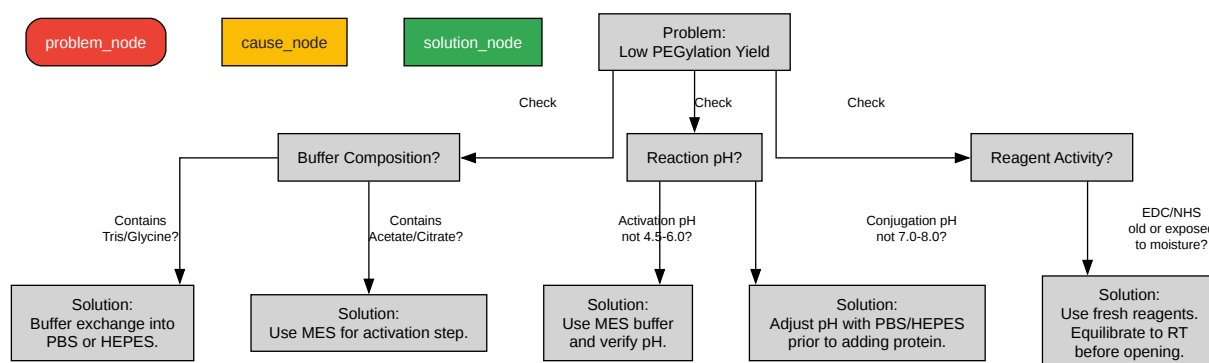 problem_node
cause_node
solution_node
Problem:
Low PEGylation Yield
Check
Check
Check
Buffer Composition?
Reaction pH?
Reagent Activity?
Contains
Tris/Glycine?
Contains
Acetate/Citrate?
Activation pH
not 4.5-6.0?
Conjugation pH
not 7.0-8.0?
EDC/NHS
old or exposed
to moisture?
Solution:
Buffer exchange into
PBS or HEPES.
Solution:
Use MES for activation step.
Solution:
Use MES buffer
and verify pH.
Solution:
Adjust pH with PBS/HEPES
prior to adding protein.
Solution:
Use fresh reagents.
Equilibrate to RT
before opening.